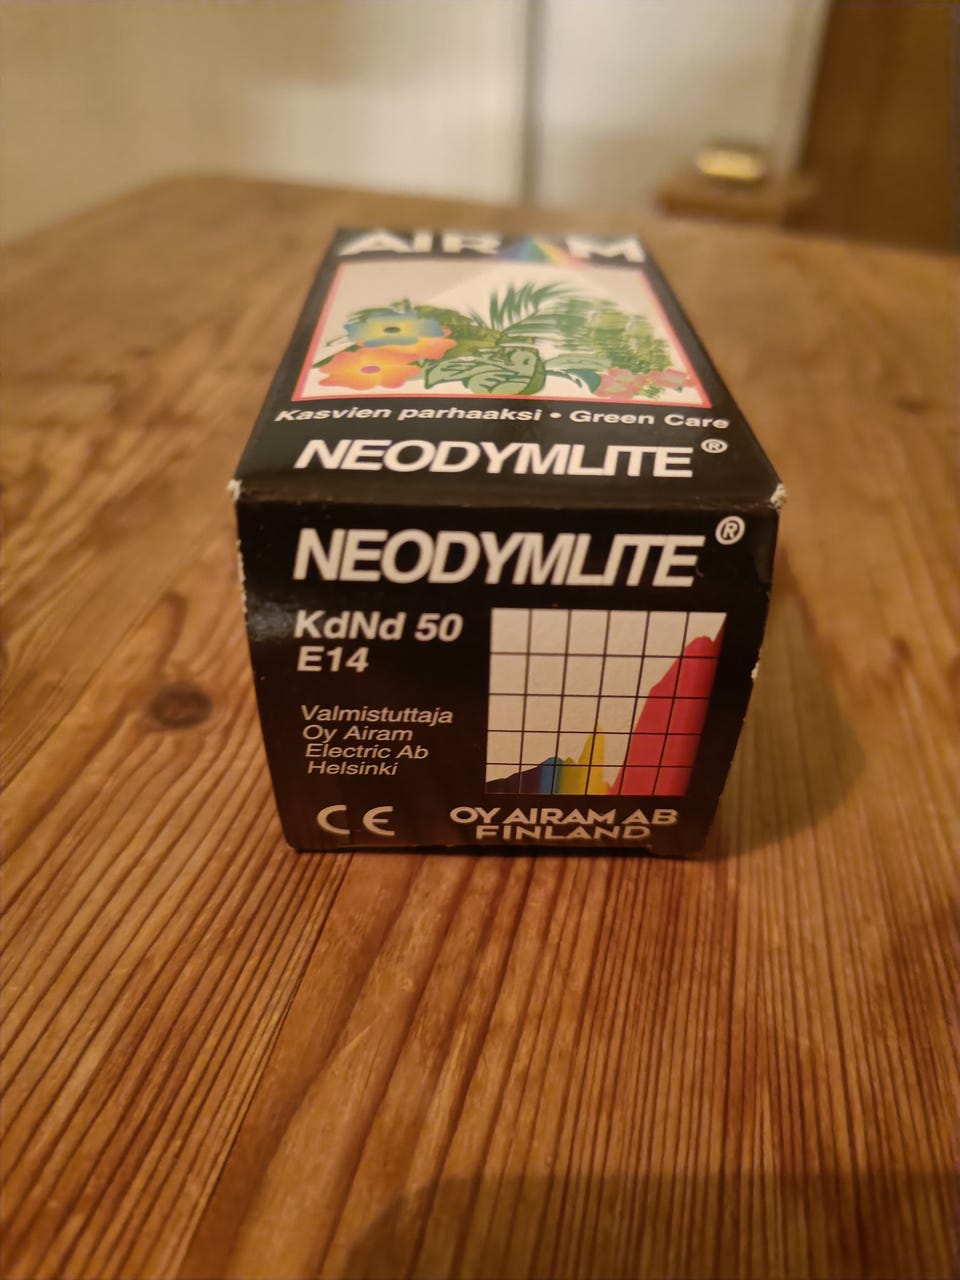 AIRAM
Kasvien parhaaksi • Green Care
NEODYMLITE ®
NEODYMLITE ®
KdNd 50
E14
Valmistuttaja
Oy Airam
Electric Ab
Helsinki
CE
OY AIRAM AB
FINLAND